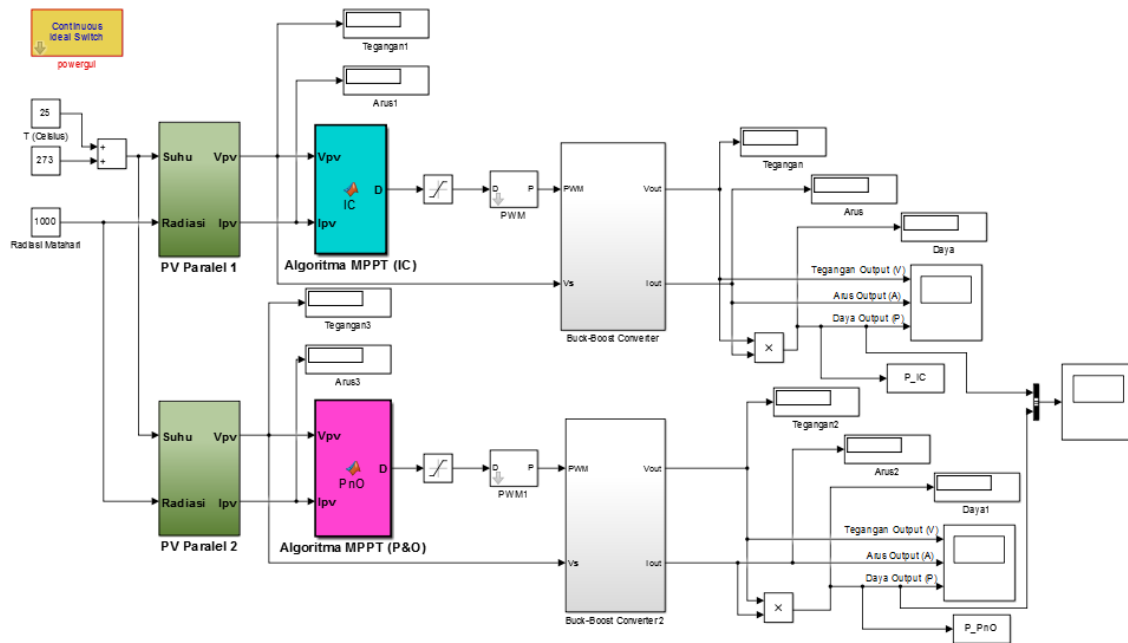 Continuous
Ideal Switch
powergui
Tegangan1
Arus1
25
T (Celsius)
273
+
+
1000
Radiasi Matahari
Suhu
Vpv
Radiasi
Ipv
PV Paralel 1
Vpv
D
IC
Ipv
Algoritma MPPT (IC)
D
P
PWM
PWM
Vout
Vs
Iout
Buck-Boost Converter
Tegangan
Arus
Daya
Tegangan Output (V)
Arus Output (A)
Daya Output (P)
×
P_IC
Tegangan3
Arus3
Suhu
Vpv
Radiasi
Ipv
PV Paralel 2
Vpv
D
PnO
Ipv
Algoritma MPPT (P&O)
D
P
PWM1
PWM
Vout
Vs
Iout
Buck-Boost Converter2
Tegangan2
Arus2
Daya1
Tegangan Output (V)
Arus Output (A)
Daya Output (P)
×
P_PnO